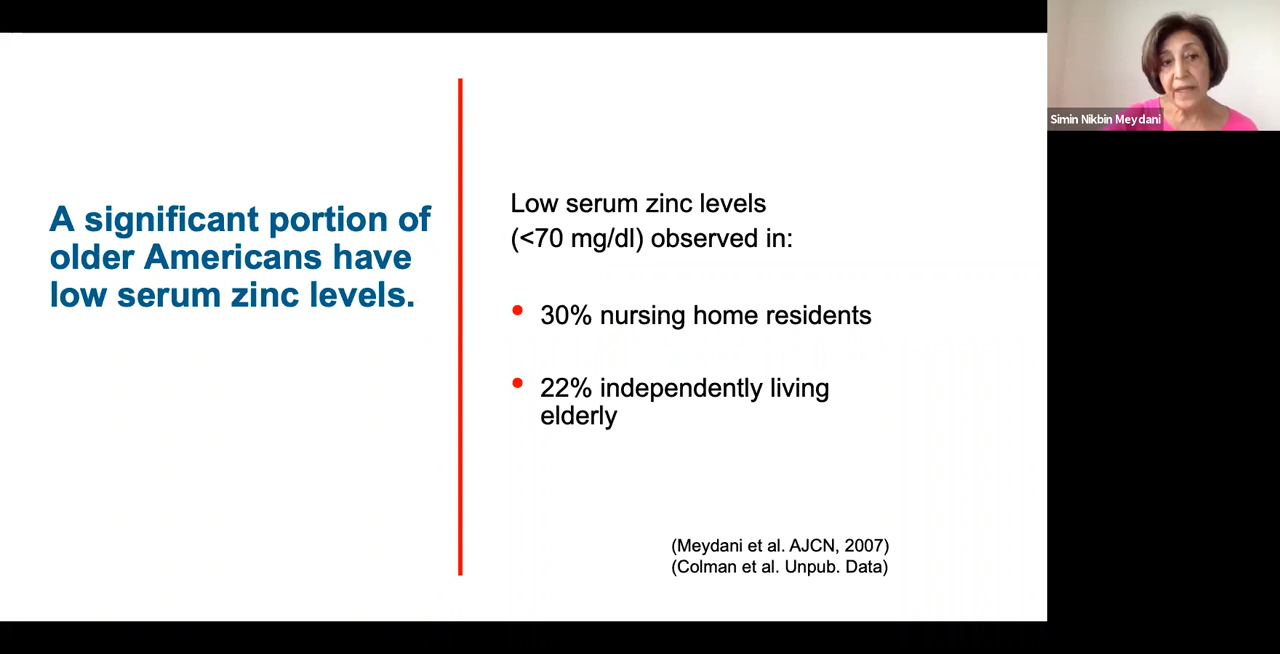 A significant portion of
older Americans have
low serum zinc levels.
Low serum zinc levels
(<70 mg/dl) observed in:
• 30% nursing home residents
• 22% independently living
elderly
(Meydani et al. AJCN, 2007)
(Colman et al. Unpub. Data)
Simin Nikbin Meydani